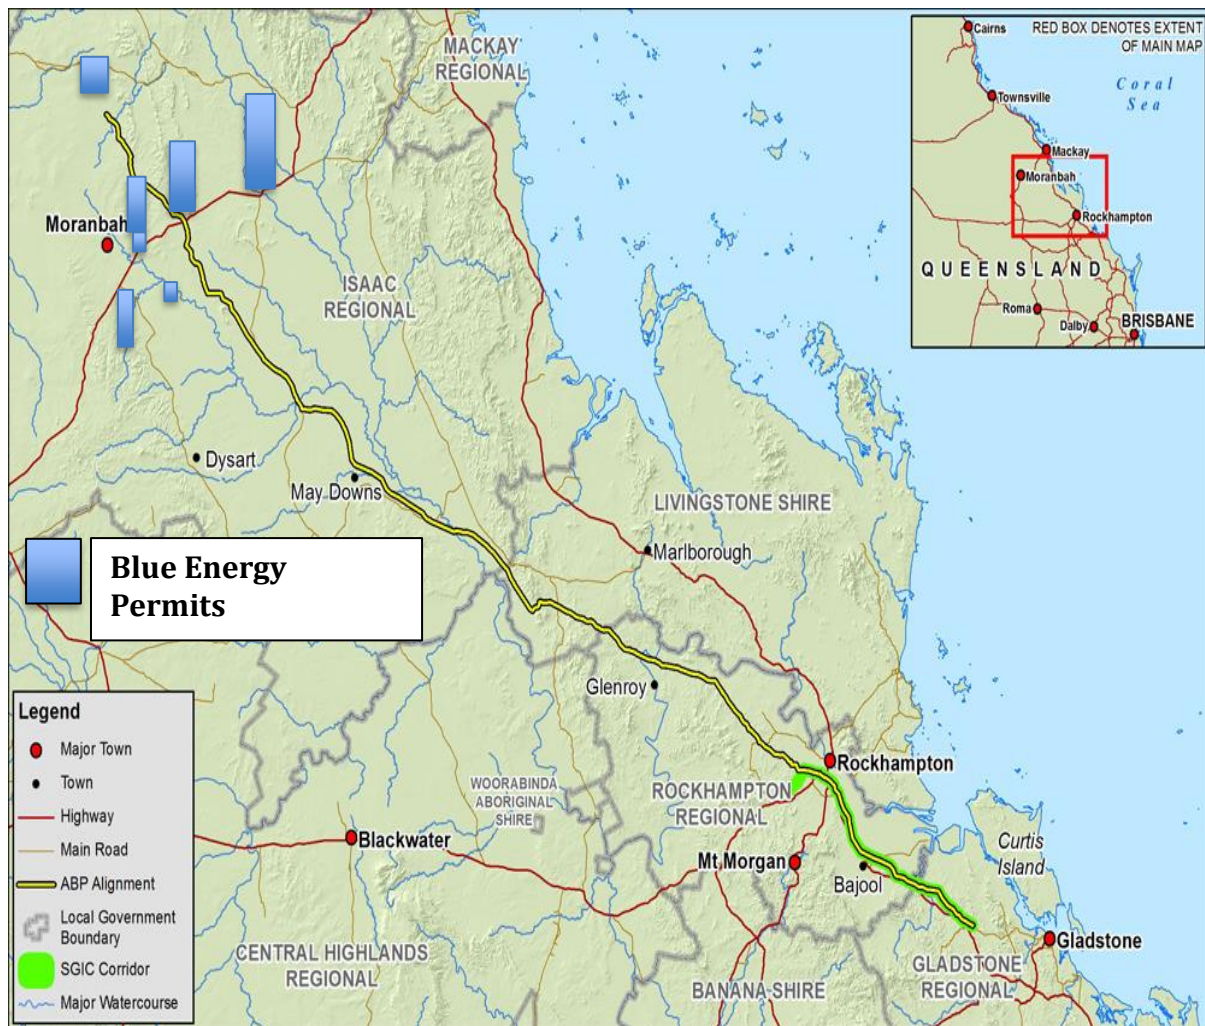 MACKAY
REGIONAL
RED BOX DENOTES EXTENT
OF MAIN MAP
Cairns
Coral
Sea
Townsville
Mackay
Moranbah
Rockhampton
QUEENSLAND
Roma
Dalby
BRISBANE
Moranbah
ISAAC
REGIONAL
Dysart
May Downs
LIVINGSTONE SHIRE
Marlborough
Blue Energy
Permits
Glenroy
Rockhampton
WOORABINDA
ABORIGINAL
SHIRE
ROCKHAMPTON
REGIONAL
Blackwater
Mt Morgan
Bajool
Curtis
Island
Gladstone
CENTRAL HIGHLANDS
REGIONAL
BANANA SHIRE
GLADSTONE
REGIONAL
Legend
Major Town
Town
Highway
Main Road
ABP Alignment
Local Government
Boundary
SGIC Corridor
Major Watercourse